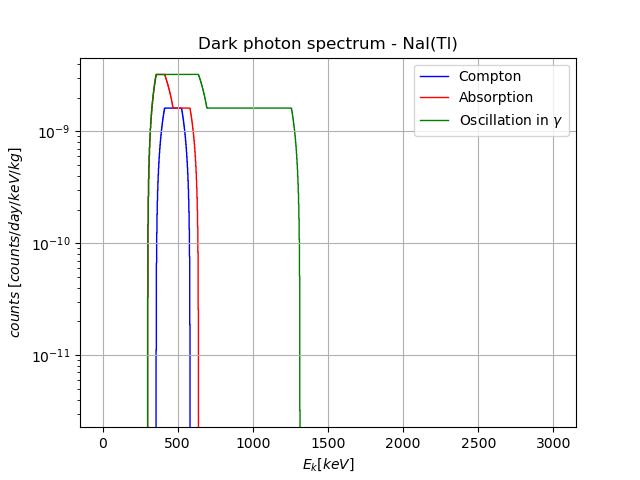 Dark photon spectrum - NaI(Tl)
Compton
Absorption
Oscillation in γ
10⁻⁹
10⁻¹⁰
10⁻¹¹
counts [counts/day/keV/kg]
0 500 1000 1500 2000 2500 3000
E_k[keV]